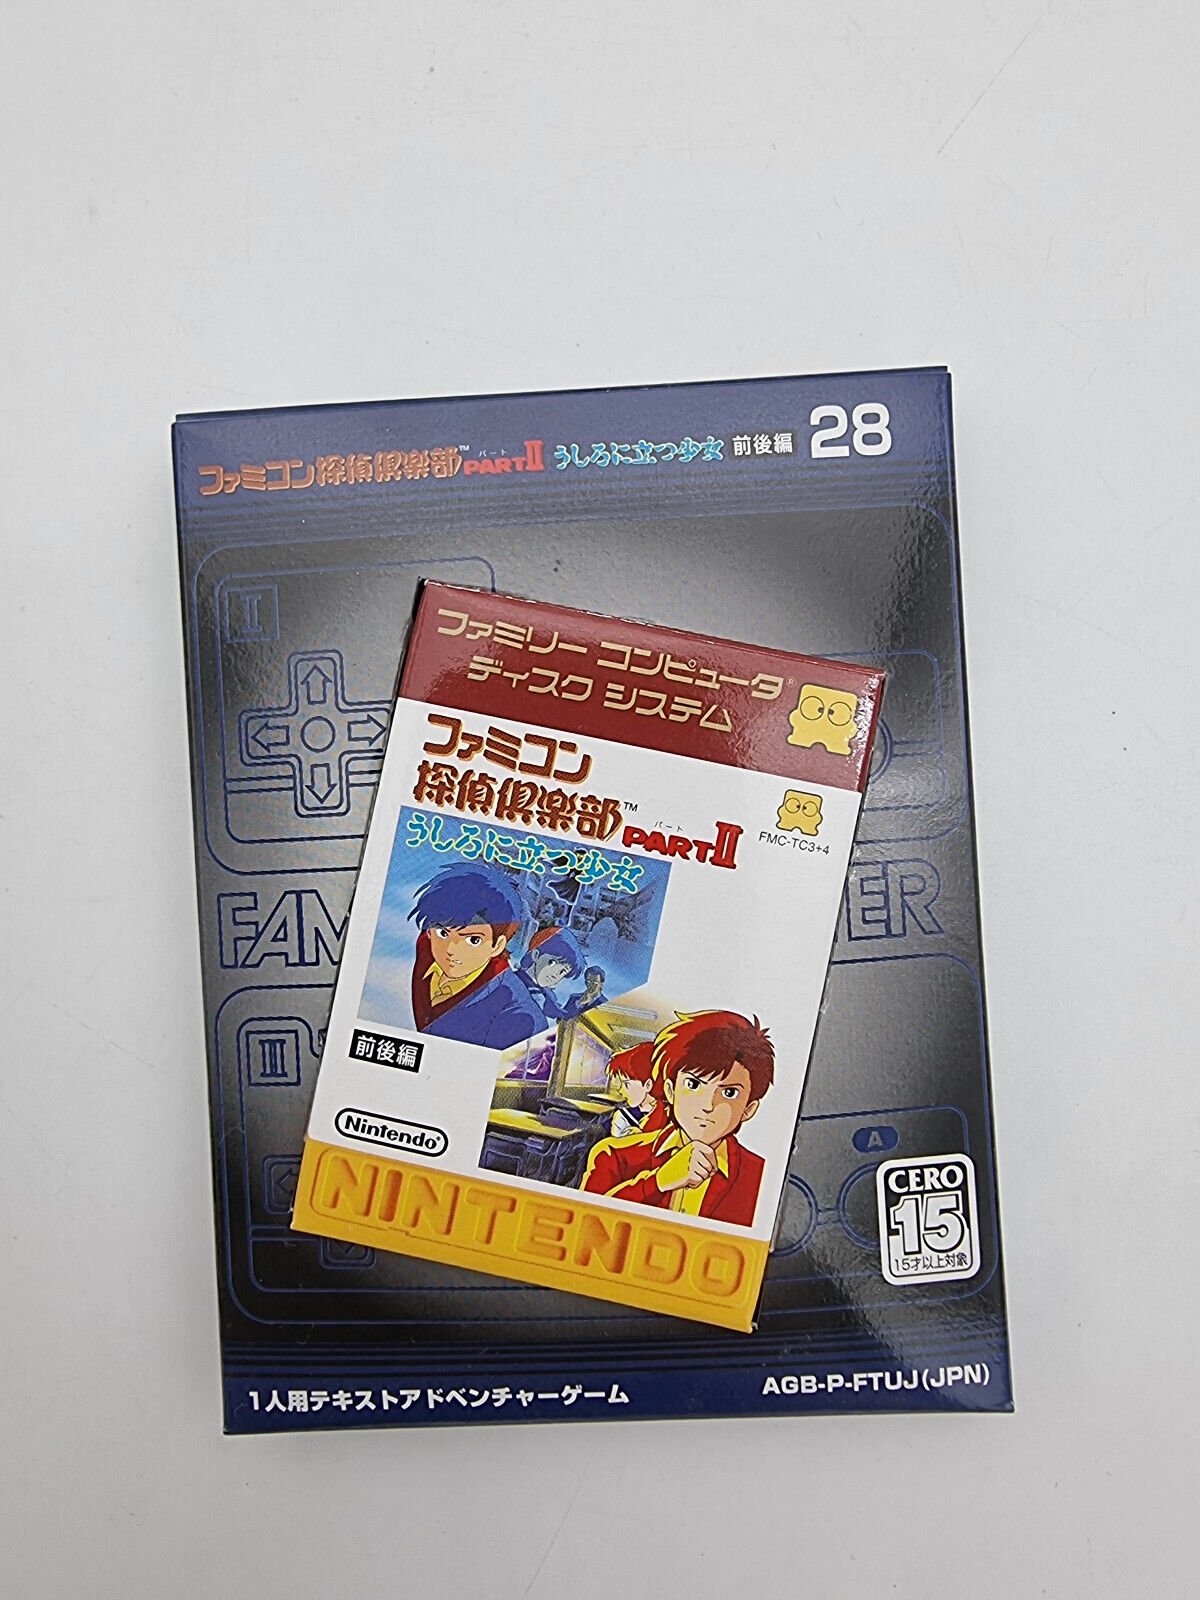 ファミコン探偵倶楽部™ PARTII パート うしろに立つ少女 前後編 28
I
ファミリー コンピュータ®
ディスク システム
ファミコン
探偵倶楽部™ PARTII パート
うしろに立つ少女
FMC-TC3+4
FAM
ER
前後編
III
Nintendo®
NINTENDO
A
CERO
15
15才以上対象
1人用テキストアドベンチャーゲーム
AGB-P-FTUJ(JPN)